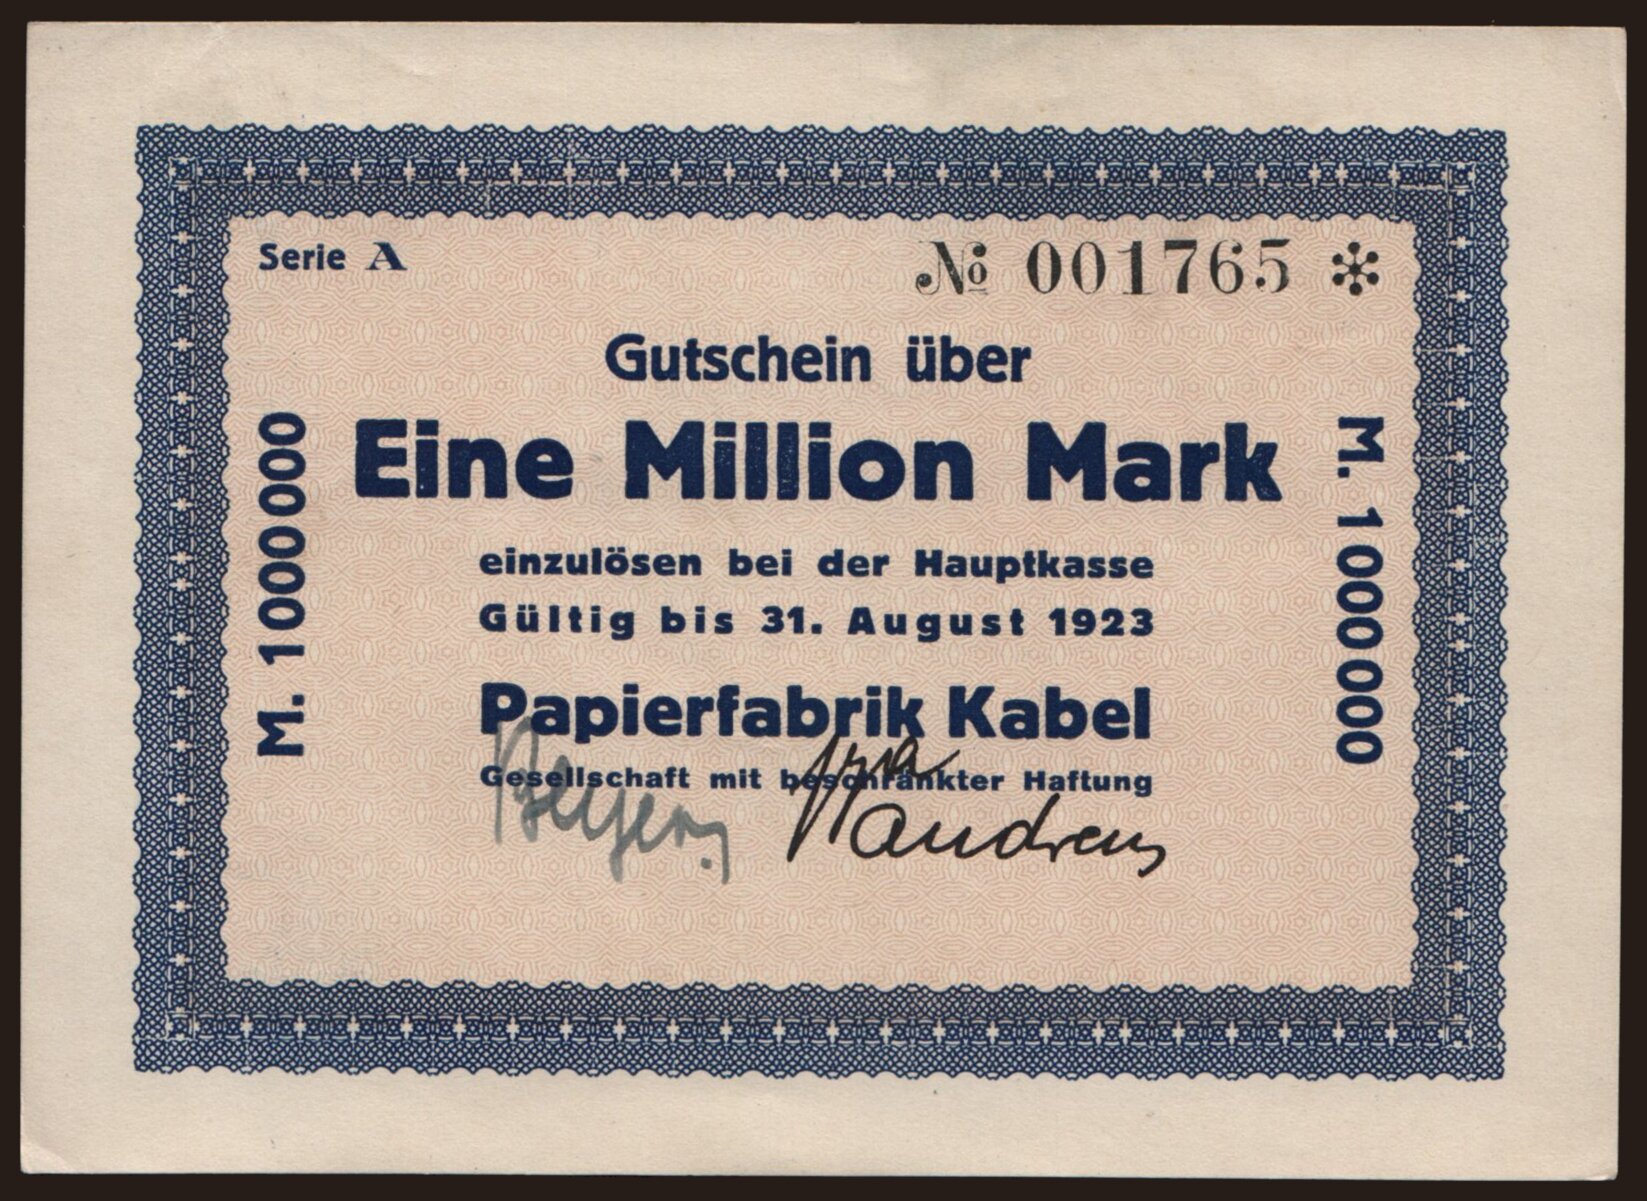 Serie A
№ 001765 *
Gutschein über
Eine Million Mark
einzulösen bei der Hauptkasse
Gültig bis 31. August 1923
Papierfabrik Kabel
Gesellschaft mit beschränkter Haftung
ppa
M. 1000000
M. 1000000